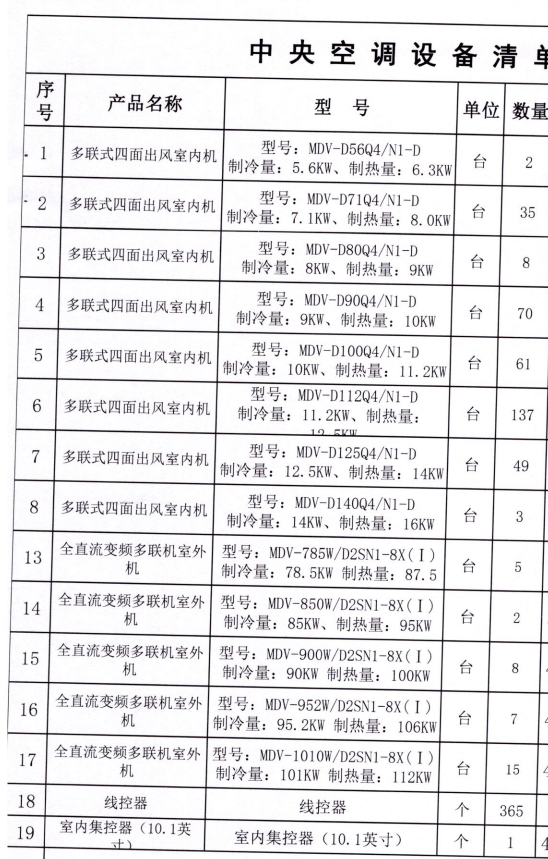 中央空调设备清单
序号 产品名称 型 号 单位 数量
1 多联式四面出风室内机 型号：MDV-D56Q4/N1-D 制冷量：5.6KW、制热量：6.3KW 台 2
2 多联式四面出风室内机 型号：MDV-D71Q4/N1-D 制冷量：7.1KW、制热量：8.0KW 台 35
3 多联式四面出风室内机 型号：MDV-D80Q4/N1-D 制冷量：8KW、制热量：9KW 台 8
4 多联式四面出风室内机 型号：MDV-D90Q4/N1-D 制冷量：9KW、制热量：10KW 台 70
5 多联式四面出风室内机 型号：MDV-D100Q4/N1-D 制冷量：10KW、制热量：11.2KW 台 61
6 多联式四面出风室内机 型号：MDV-D112Q4/N1-D 制冷量：11.2KW、制热量：12.5KW 台 137
7 多联式四面出风室内机 型号：MDV-D125Q4/N1-D 制冷量：12.5KW、制热量：14KW 台 49
8 多联式四面出风室内机 型号：MDV-D140Q4/N1-D 制冷量：14KW、制热量：16KW 台 3
13 全直流变频多联机室外机 型号：MDV-785W/D2SN1-8X(Ⅰ) 制冷量：78.5KW 制热量：87.5 台 5
14 全直流变频多联机室外机 型号：MDV-850W/D2SN1-8X(Ⅰ) 制冷量：85KW、制热量：95KW 台 2
15 全直流变频多联机室外机 型号：MDV-900W/D2SN1-8X(Ⅰ) 制冷量：90KW 制热量：100KW 台 8
16 全直流变频多联机室外机 型号：MDV-952W/D2SN1-8X(Ⅰ) 制冷量：95.2KW 制热量：106KW 台 7
17 全直流变频多联机室外机 型号：MDV-1010W/D2SN1-8X(Ⅰ) 制冷量：101KW 制热量：112KW 台 15
18 线控器 线控器 个 365
19 室内集控器（10.1英寸） 室内集控器（10.1英寸） 个 1